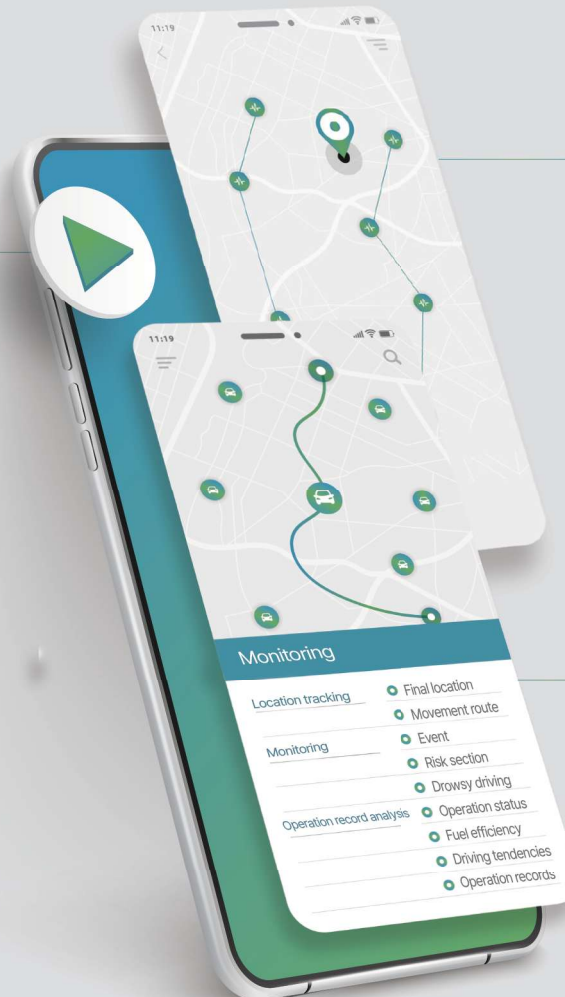 11:19
11:19
Monitoring
Location tracking
Final location
Movement route
Monitoring
Event
Risk section
Drowsy driving
Operation record analysis
Operation status
Fuel efficiency
Driving tendencies
Operation records